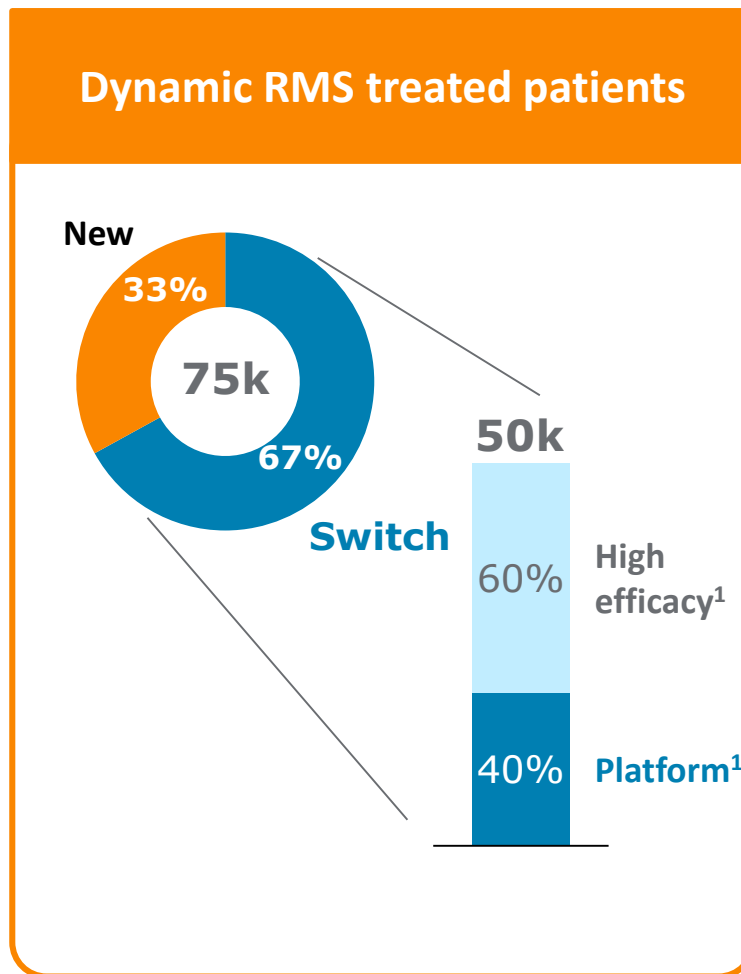 Dynamic RMS treated patients
New
33%
75k
67%
Switch
50k
60%
High
efficacy¹
40%
Platform¹